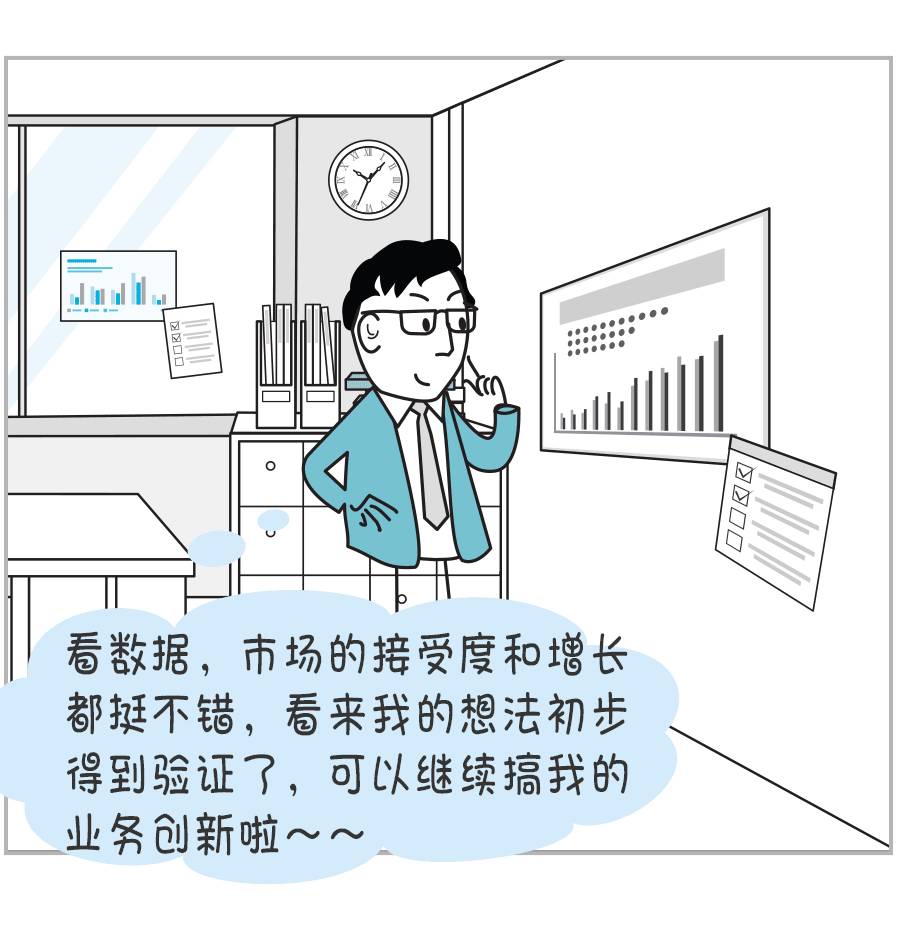 看数据，市场的接受度和增长
都挺不错，看来我的想法初步
得到验证了，可以继续搞我的
业务创新啦～～